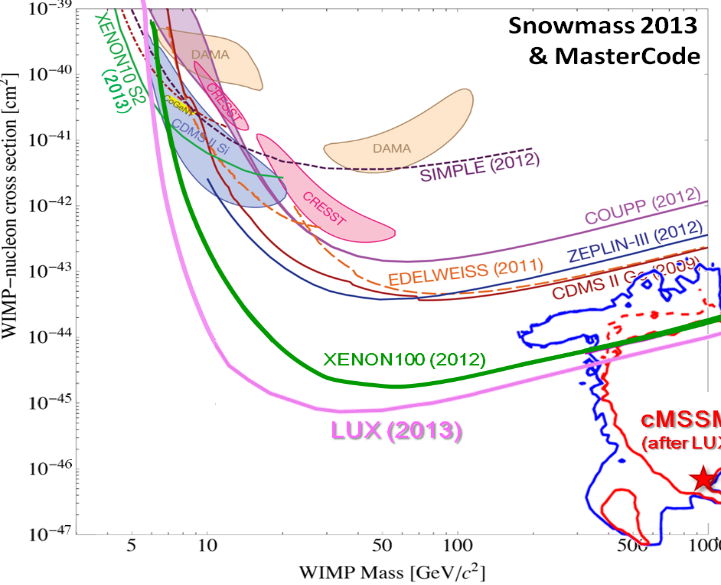 Snowmass 2013
& MasterCode
10−39
10−40
10−41
10−42
10−43
10−44
10−45
10−46
10−47
WIMP−nucleon cross section [cm2]
XENON10 S2
(2013)
DAMA
CRESST
CoGeNT
CDMS II Si
DAMA
SIMPLE (2012)
CRESST
COUPP (2012)
ZEPLIN-III (2012)
EDELWEISS (2011)
CDMS II Ge (2009)
XENON100 (2012)
LUX (2013)
cMSSM
(after LUX
5 10 50 100 500 1000
WIMP Mass [GeV/c2]